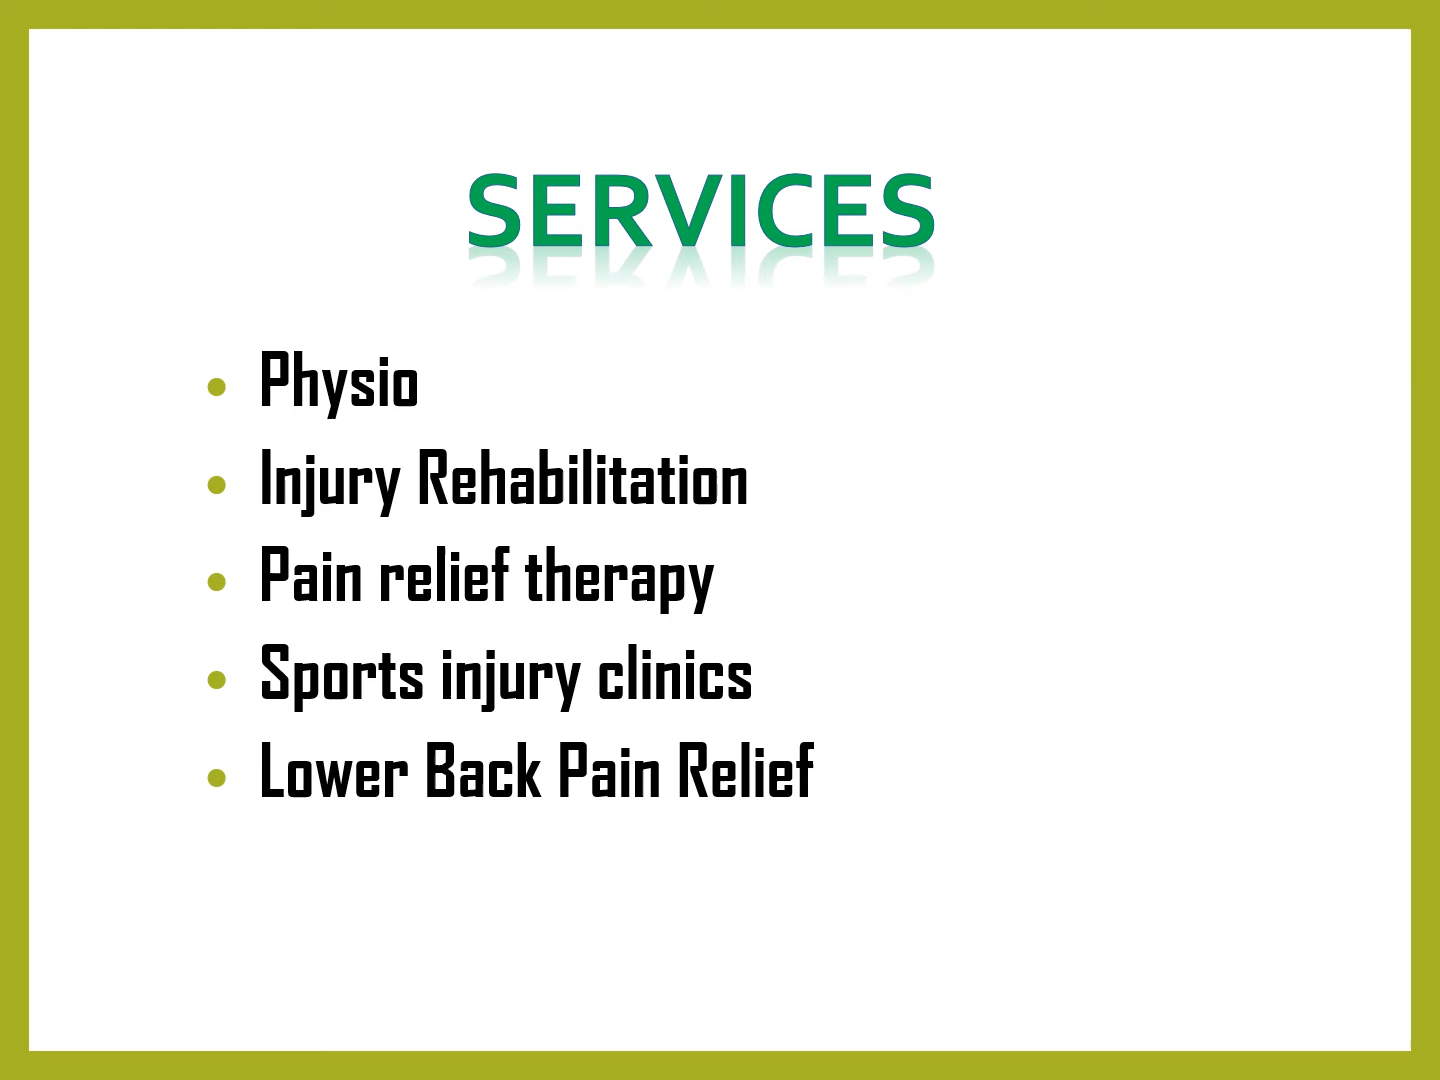 SERVICES
• Physio
• Injury Rehabilitation
• Pain relief therapy
• Sports injury clinics
• Lower Back Pain Relief